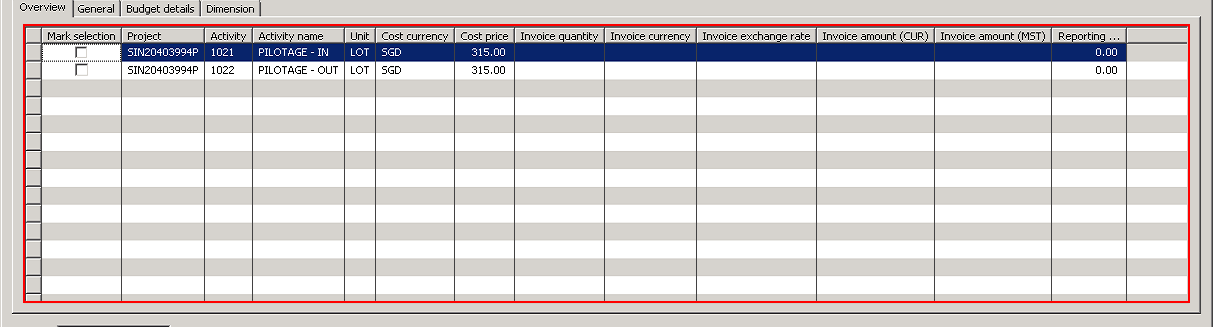 Overview General Budget details Dimension
Mark selection Project Activity Activity name Unit Cost currency Cost price Invoice quantity Invoice currency Invoice exchange rate Invoice amount (CUR) Invoice amount (MST) Reporting ...
SIN20403994P 1021 PILOTAGE - IN LOT SGD 315.00 0.00
SIN20403994P 1022 PILOTAGE - OUT LOT SGD 315.00 0.00